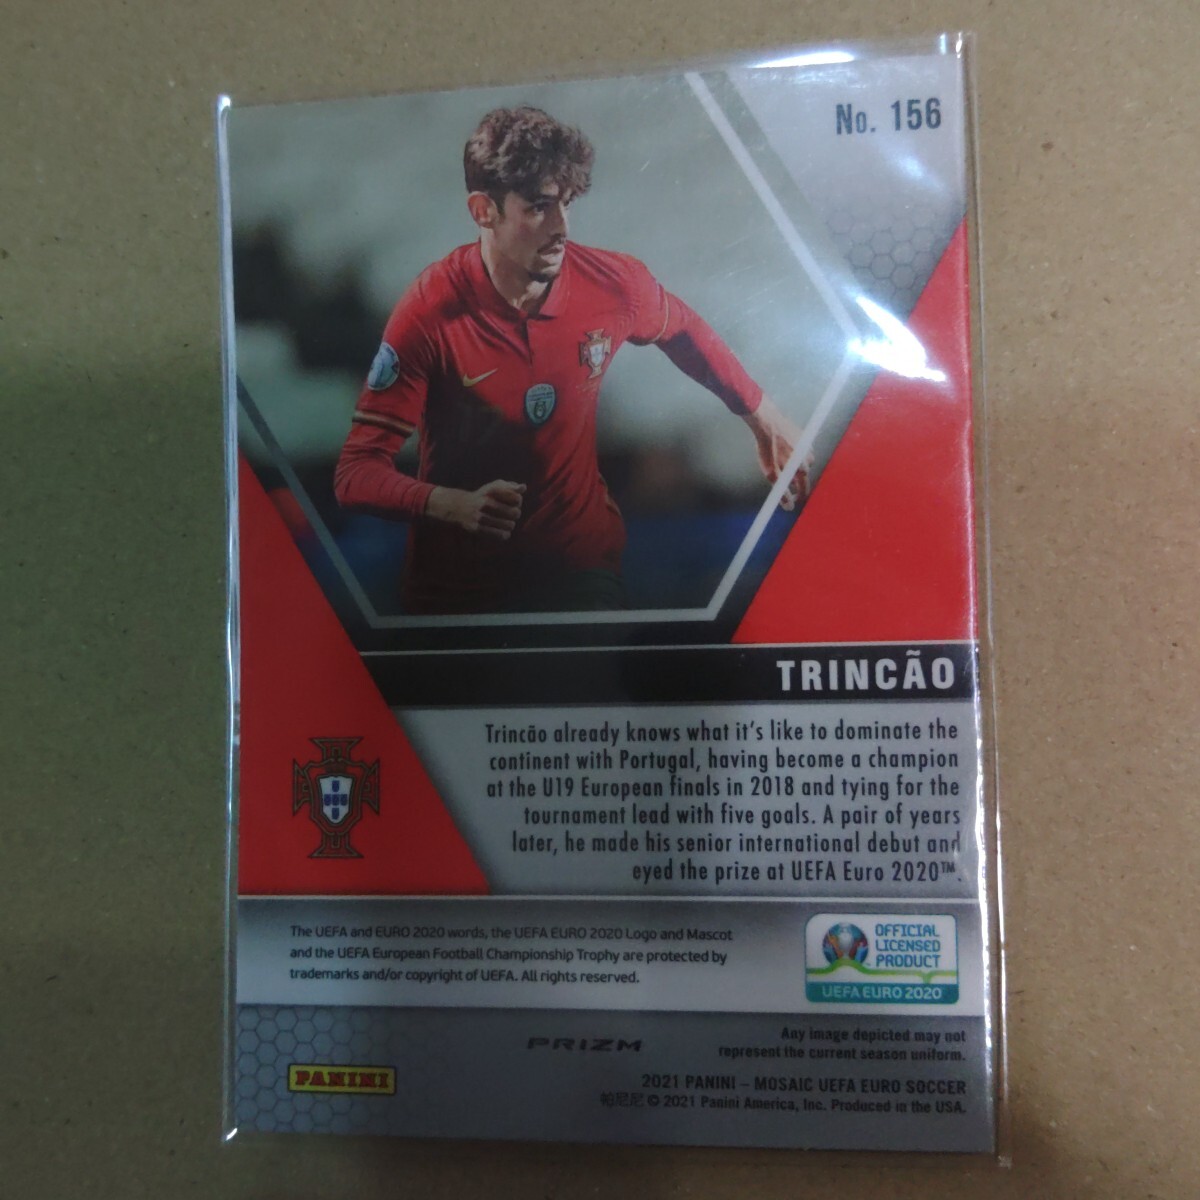 No. 156
TRINCÃO
Trincão already knows what it's like to dominate the
continent with Portugal, having become a champion
at the U19 European finals in 2018 and tying for the
tournament lead with five goals. A pair of years
later, he made his senior international debut and
eyed the prize at UEFA Euro 2020™.
The UEFA and EURO 2020 words, the UEFA EURO 2020 Logo and Mascot
and the UEFA European Football Championship Trophy are protected by
trademarks and/or copyright of UEFA. All rights reserved.
OFFICIAL
LICENSED
PRODUCT
UEFA EURO 2020
Any image depicted may not
represent the current season uniform.
PRIZM
PANINI
2021 PANINI – MOSAIC UEFA EURO SOCCER
帕尼尼 © 2021 Panini America, Inc. Produced in the USA.